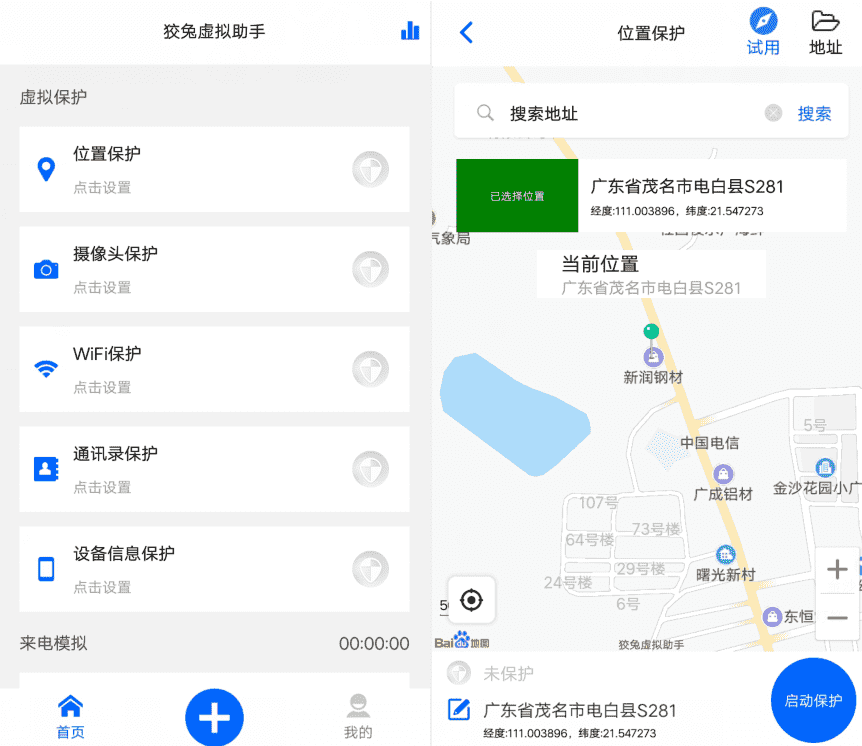 狡兔虚拟助手
虚拟保护
位置保护
点击设置
摄像头保护
点击设置
WiFi保护
点击设置
通讯录保护
点击设置
设备信息保护
点击设置
来电模拟 00:00:00
首页
我的
位置保护
试用
地址
搜索地址
搜索
已选择位置
广东省茂名市电白县S281
经度:111.003896，纬度:21.547273
气象局
当前位置
广东省茂名市电白县S281
新润钢材
5号
中国电信
广成铝材
金沙花园小广
107号
73号楼
64号楼
29号楼
24号楼
6号
曙光新村
东恒
Bai du 地图
狡兔虚拟助手
未保护
广东省茂名市电白县S281
经度:111.003896，纬度:21.547273
启动保护